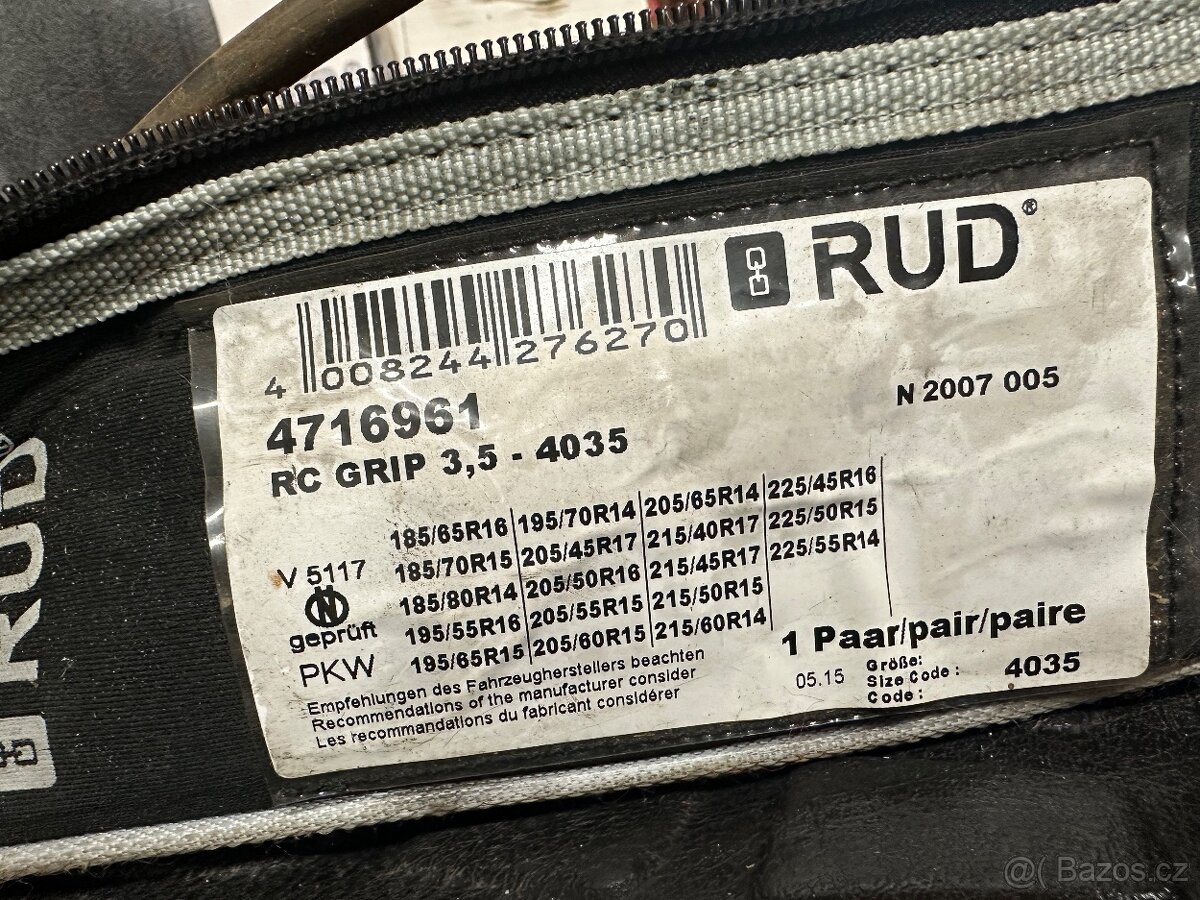 RUD®
4 008244 276270
N 2007 005
4716961
RC GRIP 3,5 - 4035
185/65R16 195/70R14 205/65R14 225/45R16
185/70R15 205/45R17 215/40R17 225/50R15
185/80R14 205/50R16 215/45R17 225/55R14
195/55R16 205/55R15 215/50R15
195/65R15 205/60R15 215/60R14
V 5117
N
geprüft
PKW
1 Paar/pair/paire
Empfehlungen des Fahrzeugherstellers beachten
Recommendations of the manufacturer consider
Les recommandations du fabricant considérer
05.15
Größe:
Size Code: 4035
Code:
RUD
Bazos.cz